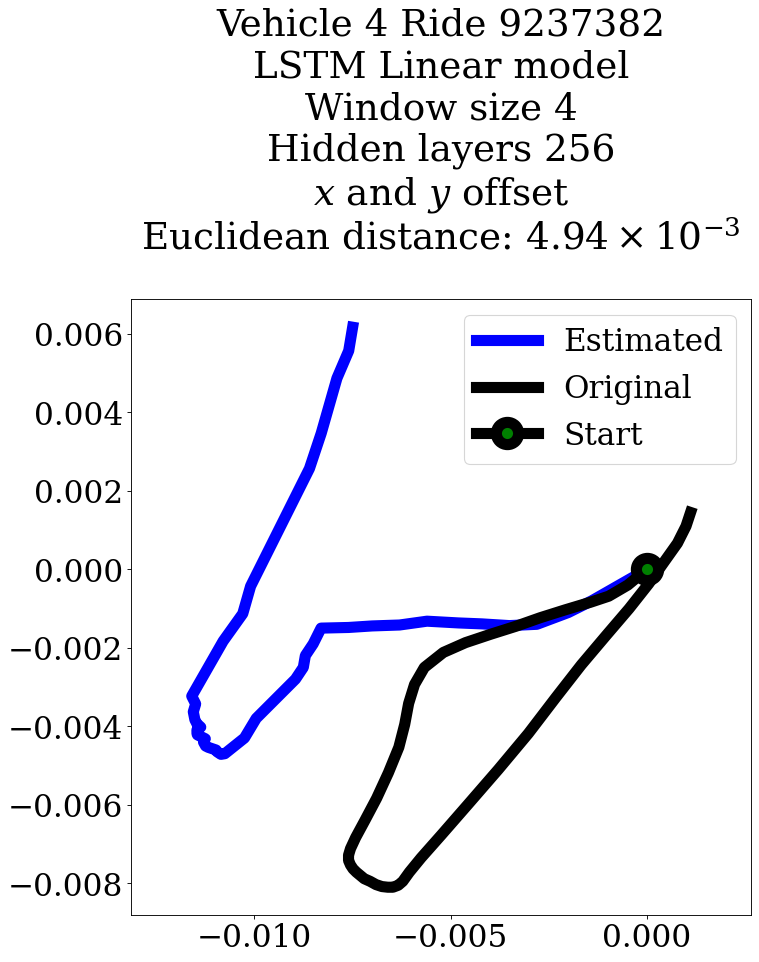 Vehicle 4 Ride 9237382
LSTM Linear model
Window size 4
Hidden layers 256
x and y offset
Euclidean distance: 4.94 × 10⁻³
Estimated
Original
Start
0.006
0.004
0.002
0.000
−0.002
−0.004
−0.006
−0.008
−0.010
−0.005
0.000